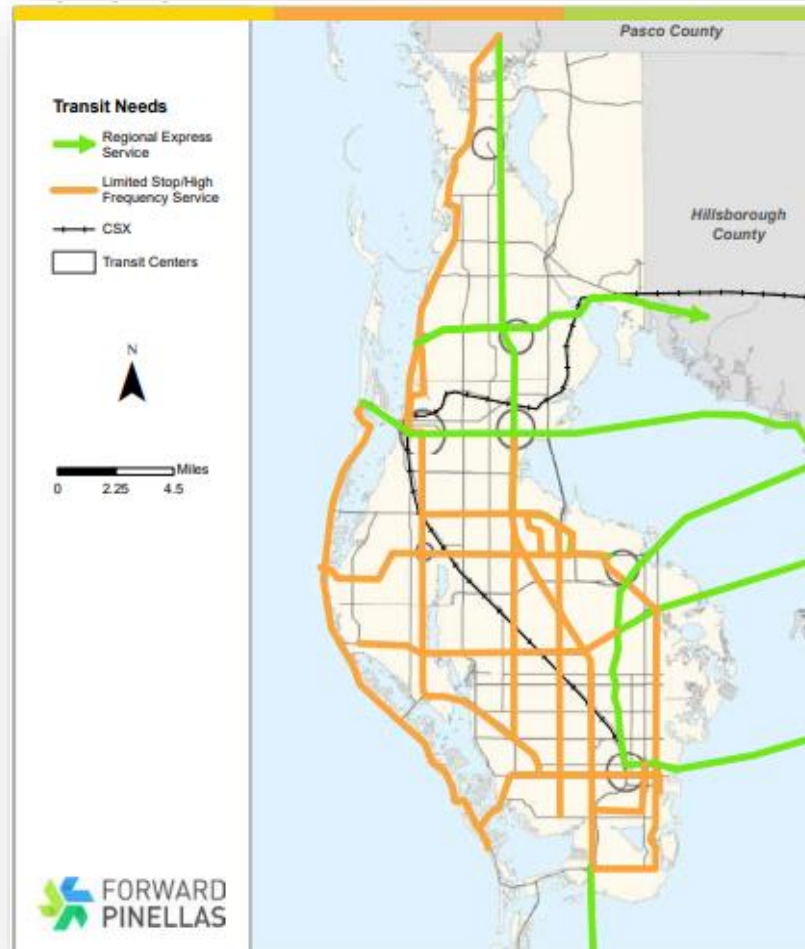 Pasco County
Transit Needs
Regional Express
Service
Limited Stop/High
Frequency Service
CSX
Transit Centers
Hillsborough
County
N
Miles
0 2.25 4.5
FORWARD
PINELLAS